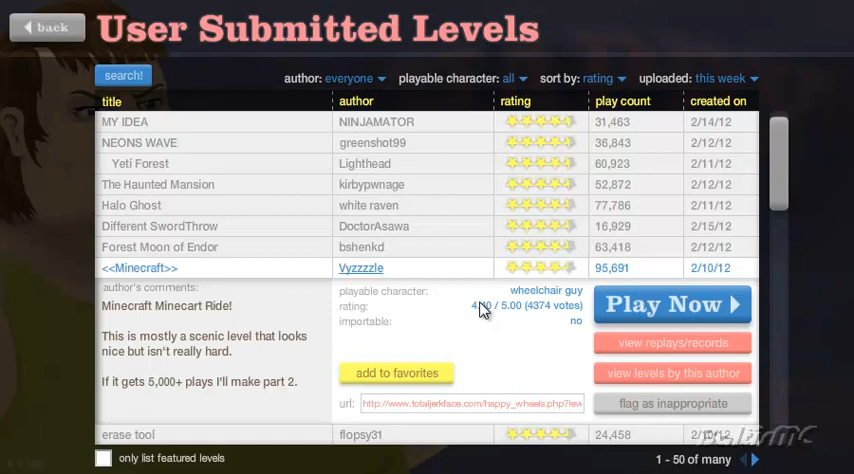 back
User Submitted Levels
search!
author: everyone playable character: all sort by: rating uploaded: this week
title author rating play count created on
MY IDEA NINJAMATOR 31,463 2/14/12
NEONS WAVE greenshot99 36,843 2/12/12
Yeti Forest Lighthead 60,923 2/11/12
The Haunted Mansion kirbypwnage 52,872 2/12/12
Halo Ghost white raven 77,786 2/11/12
Different SwordThrow DoctorAsawa 16,929 2/15/12
Forest Moon of Endor bshenkd 63,418 2/12/12
<<Minecraft>> Vyzzzzle 95,691 2/10/12
author's comments:
Minecraft Minecart Ride!
This is mostly a scenic level that looks
nice but isn't really hard.
If it gets 5,000+ plays I'll make part 2.
playable character: wheelchair guy
rating: / 5.00 (4374 votes)
importable: no
add to favorites
url: http://www.totaljerkface.com/happy_wheels.php?lev
Play Now
view replays/records
view levels by this author
flag as inappropriate
erase tool flopsy31 24,458 2/10/12
only list featured levels
1 - 50 of many